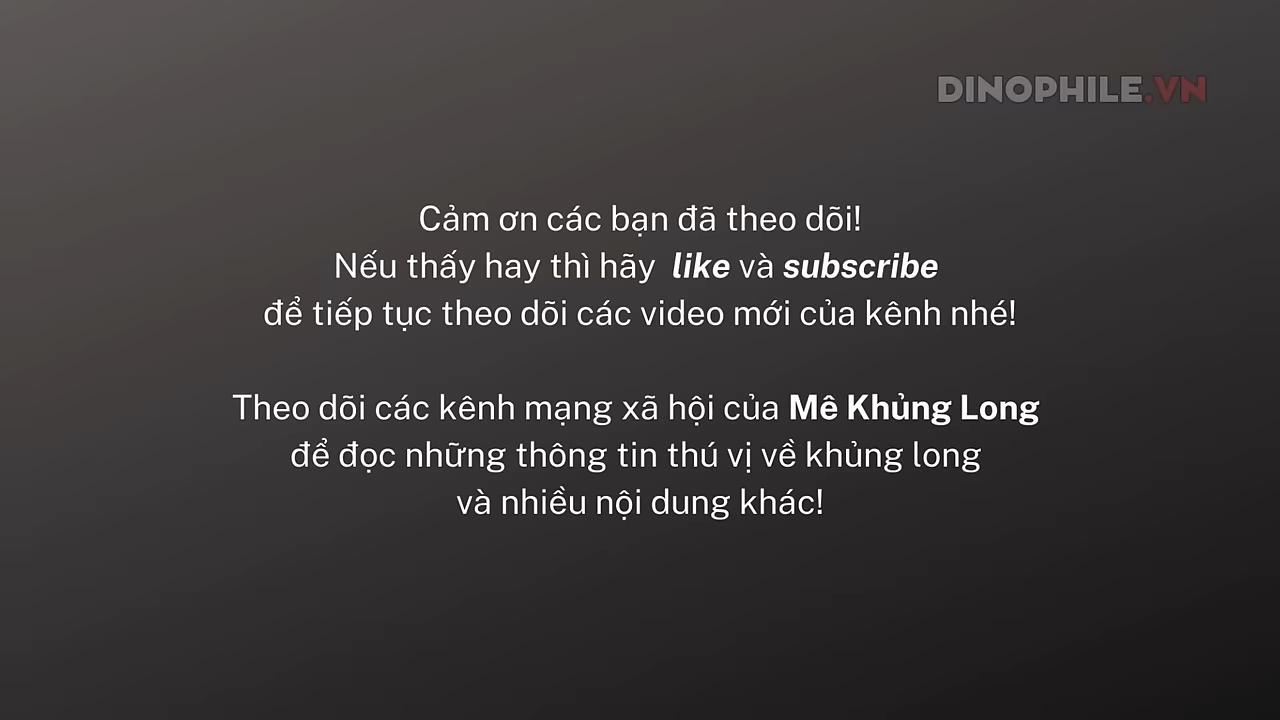 DINOPHILE.VN
Cảm ơn các bạn đã theo dõi!
Nếu thấy hay thì hãy like và subscribe
để tiếp tục theo dõi các video mới của kênh nhé!
Theo dõi các kênh mạng xã hội của Mê Khủng Long
để đọc những thông tin thú vị về khủng long
và nhiều nội dung khác!